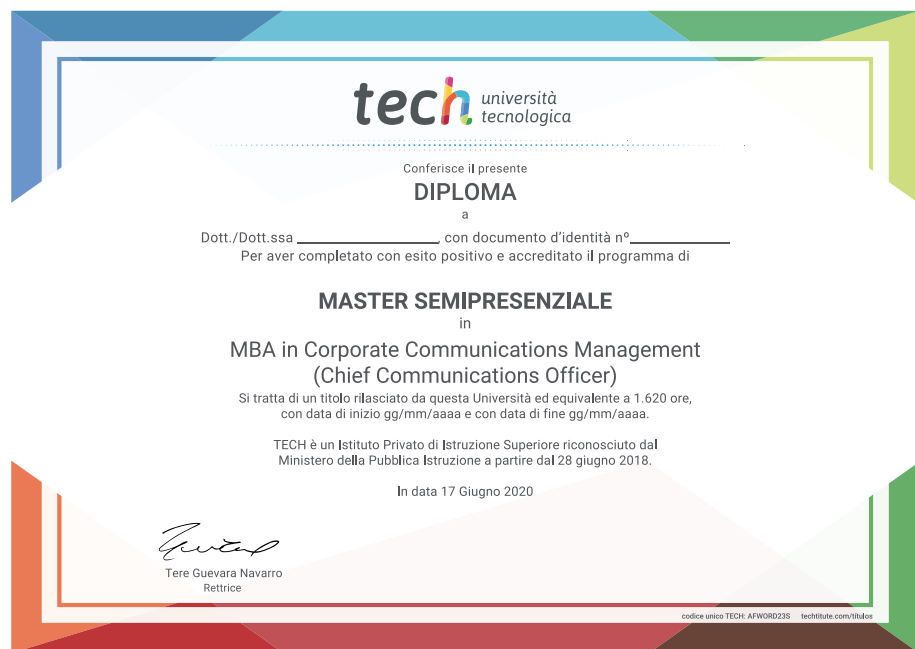 tech università
tecnologica
Conferisce il presente
DIPLOMA
a
Dott./Dott.ssa ____________________, con documento d'identità nº______________
Per aver completato con esito positivo e accreditato il programma di
MASTER SEMIPRESENZIALE
in
MBA in Corporate Communications Management
(Chief Communications Officer)
Si tratta di un titolo rilasciato da questa Università ed equivalente a 1.620 ore,
con data di inizio gg/mm/aaaa e con data di fine gg/mm/aaaa.
TECH è un Istituto Privato di Istruzione Superiore riconosciuto dal
Ministero della Pubblica Istruzione a partire dal 28 giugno 2018.
In data 17 Giugno 2020
Tere Guevara Navarro
Rettrice
codice unico TECH: AFWORD23S techtitute.com/titulos